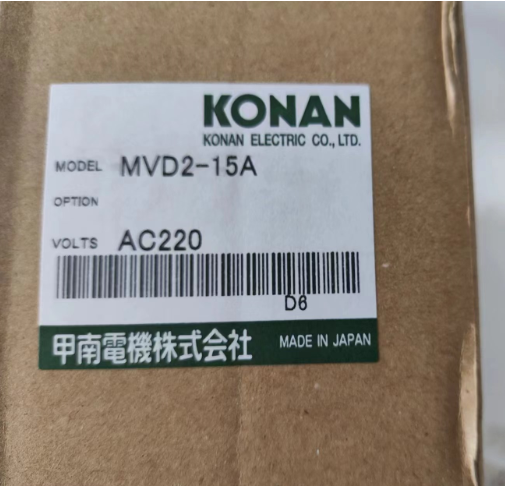 KONAN
KONAN ELECTRIC CO., LTD.
MODEL MVD2-15A
OPTION
VOLTS AC220
D6
甲南電機株式会社 MADE IN JAPAN